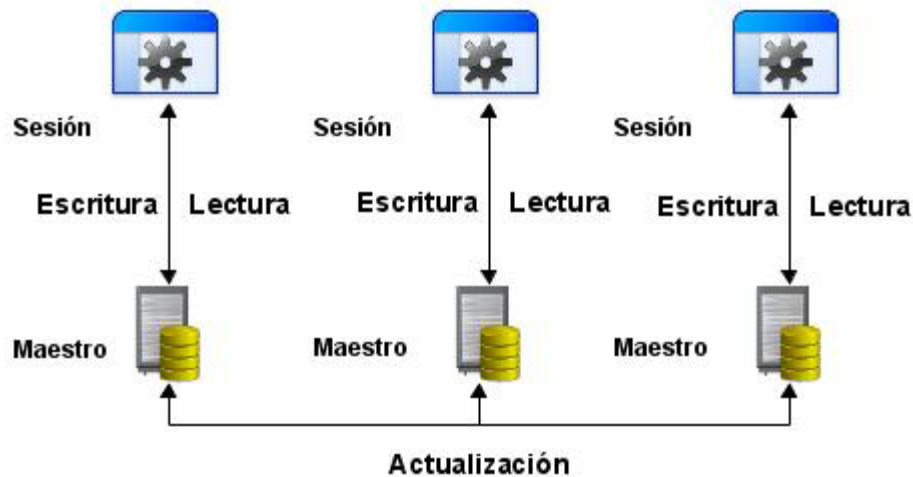 Sesión Sesión Sesión
Escritura Lectura Escritura Lectura Escritura Lectura
Maestro Maestro Maestro
Actualización